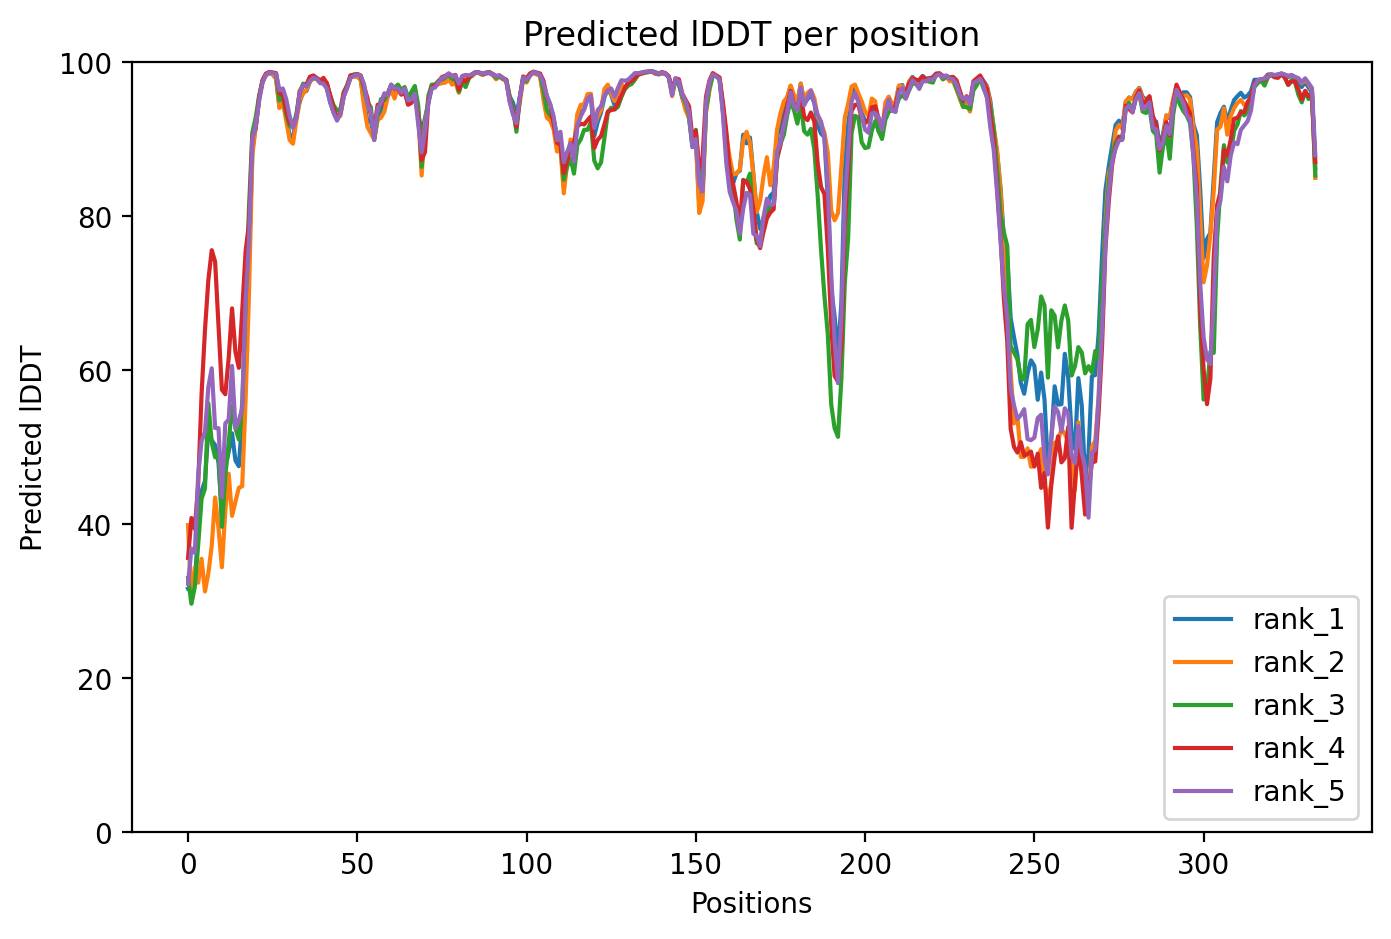 Predicted lDDT per position
100
80
60
40
20
0
Predicted lDDT
0 50 100 150 200 250 300
Positions
rank_1
rank_2
rank_3
rank_4
rank_5